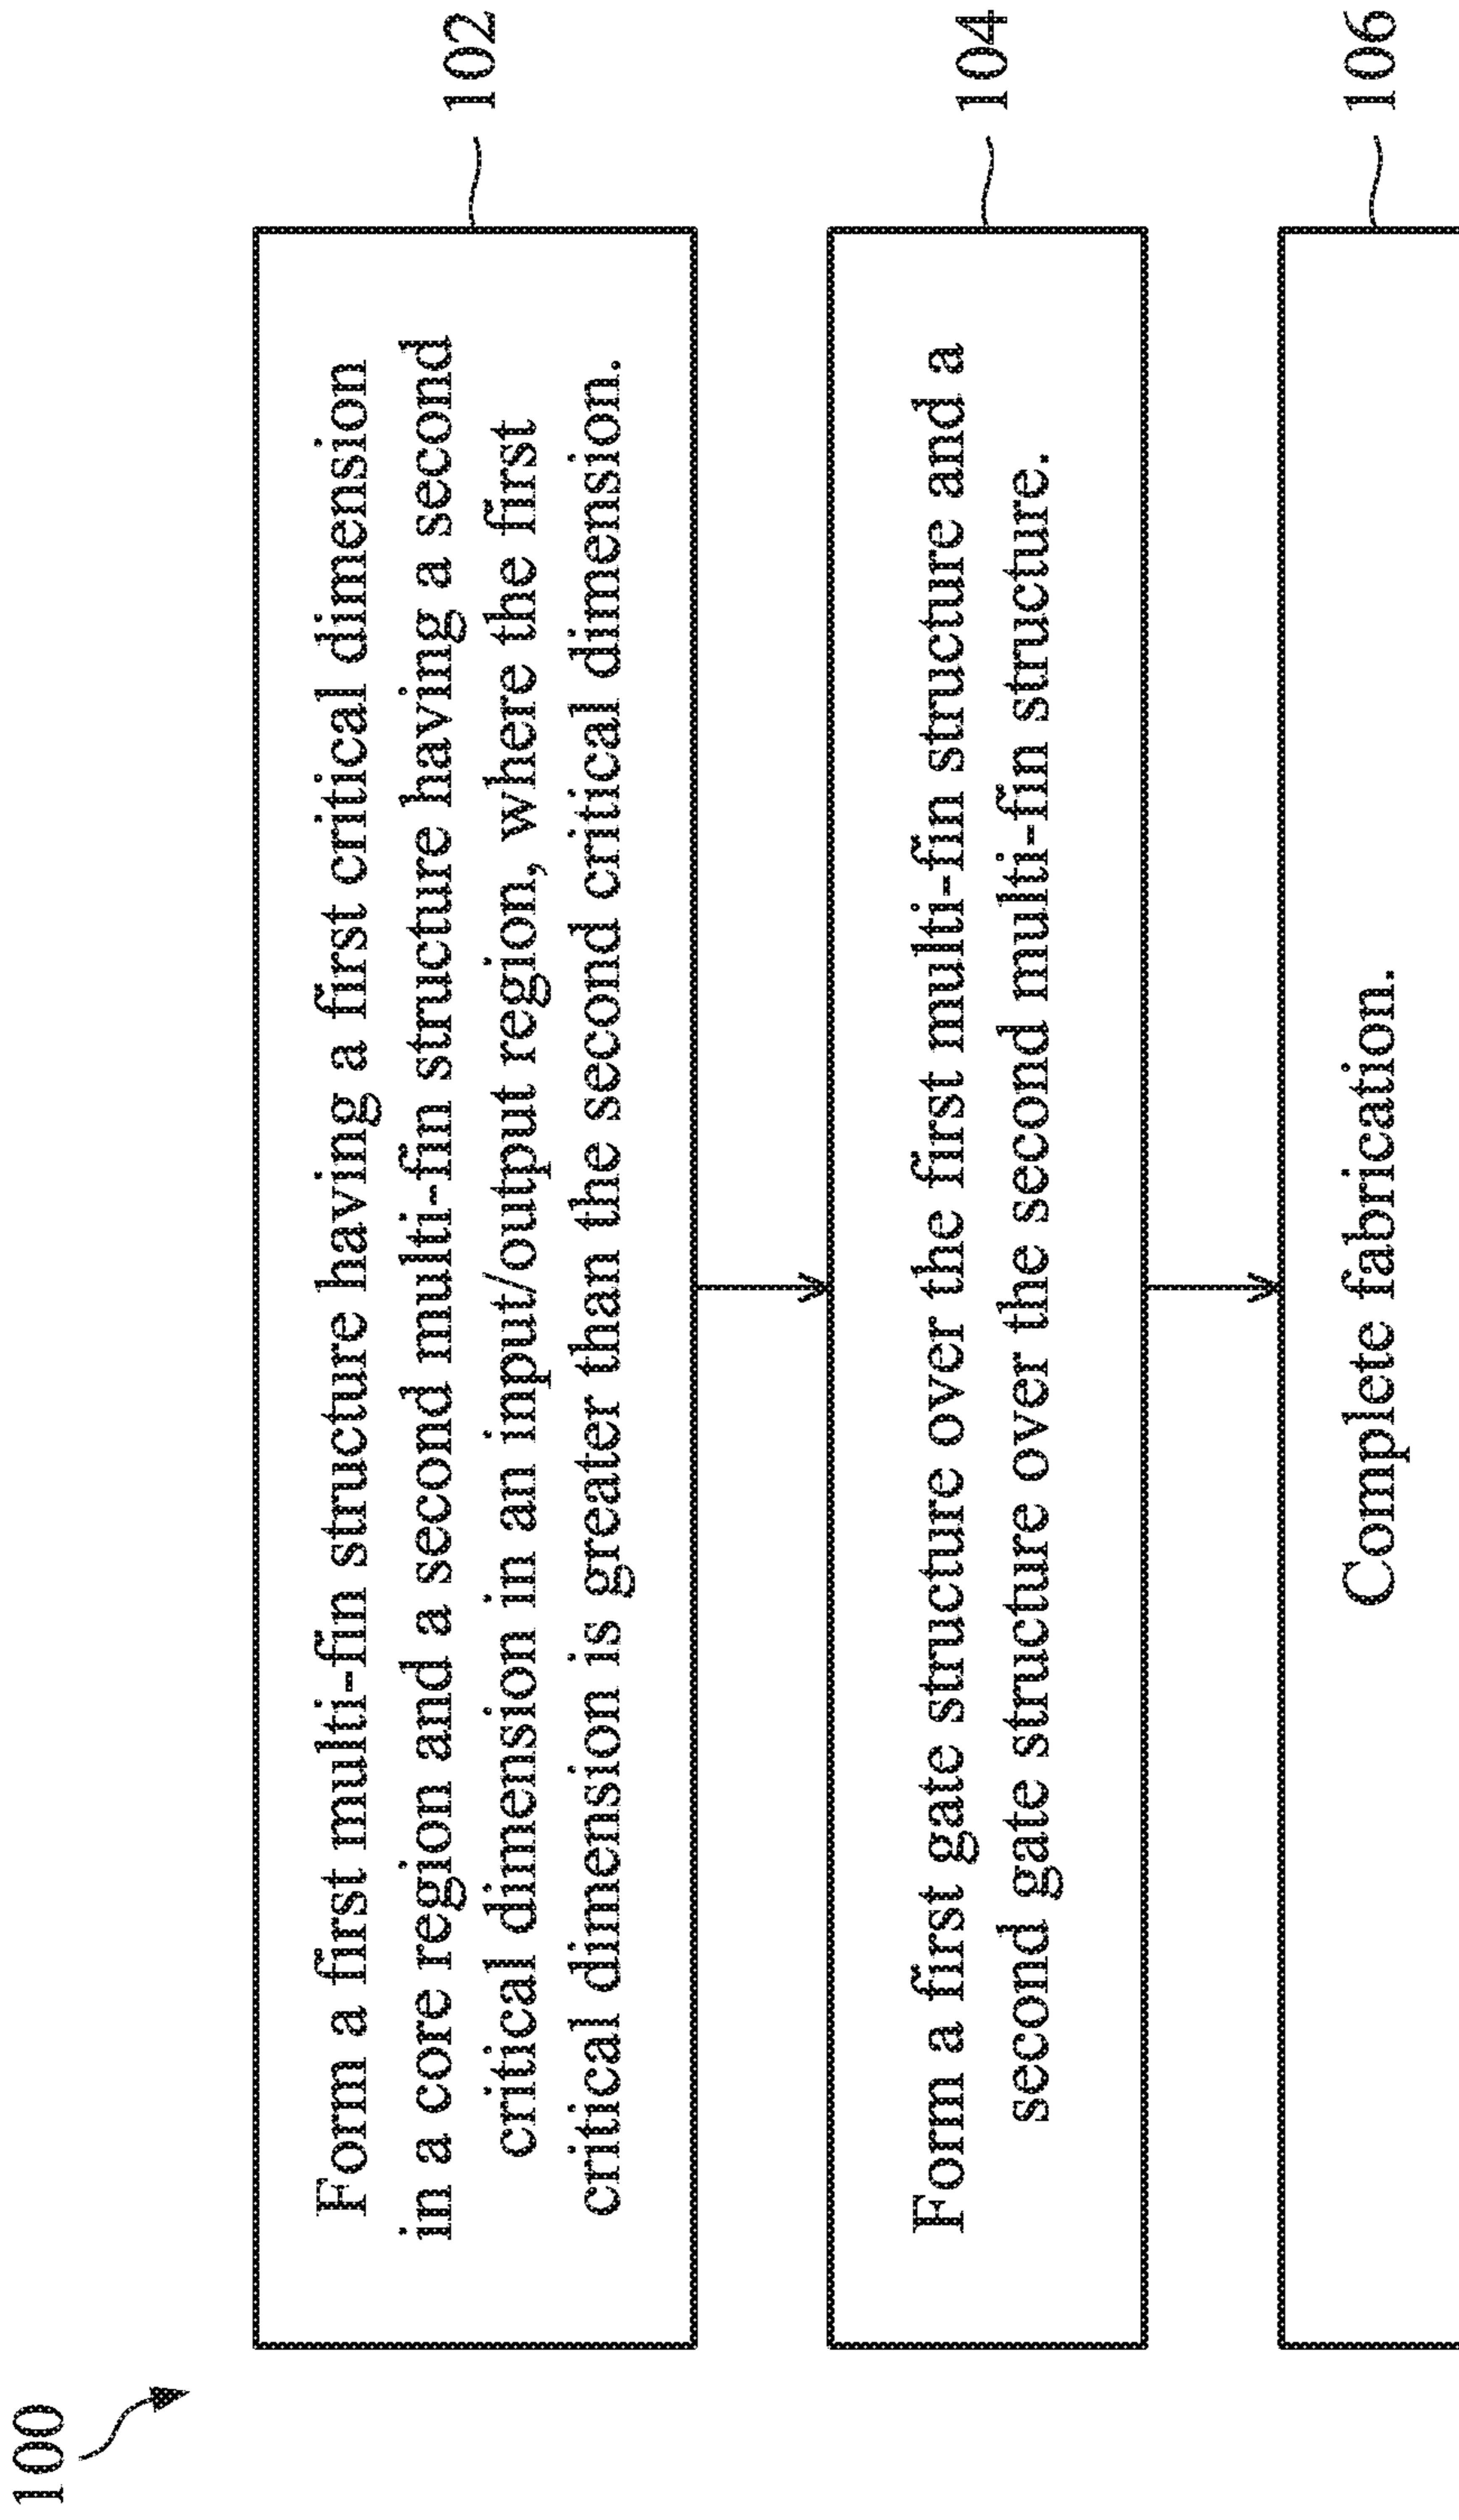 100
Form a first multi-fin structure having a first critical dimension
in a core region and a second multi-fin structure having a second
critical dimension in an input/output region, where the first
critical dimension is greater than the second critical dimension.
102
Form a first gate structure over the first multi-fin structure and a
second gate structure over the second multi-fin structure.
104
Complete fabrication.
106